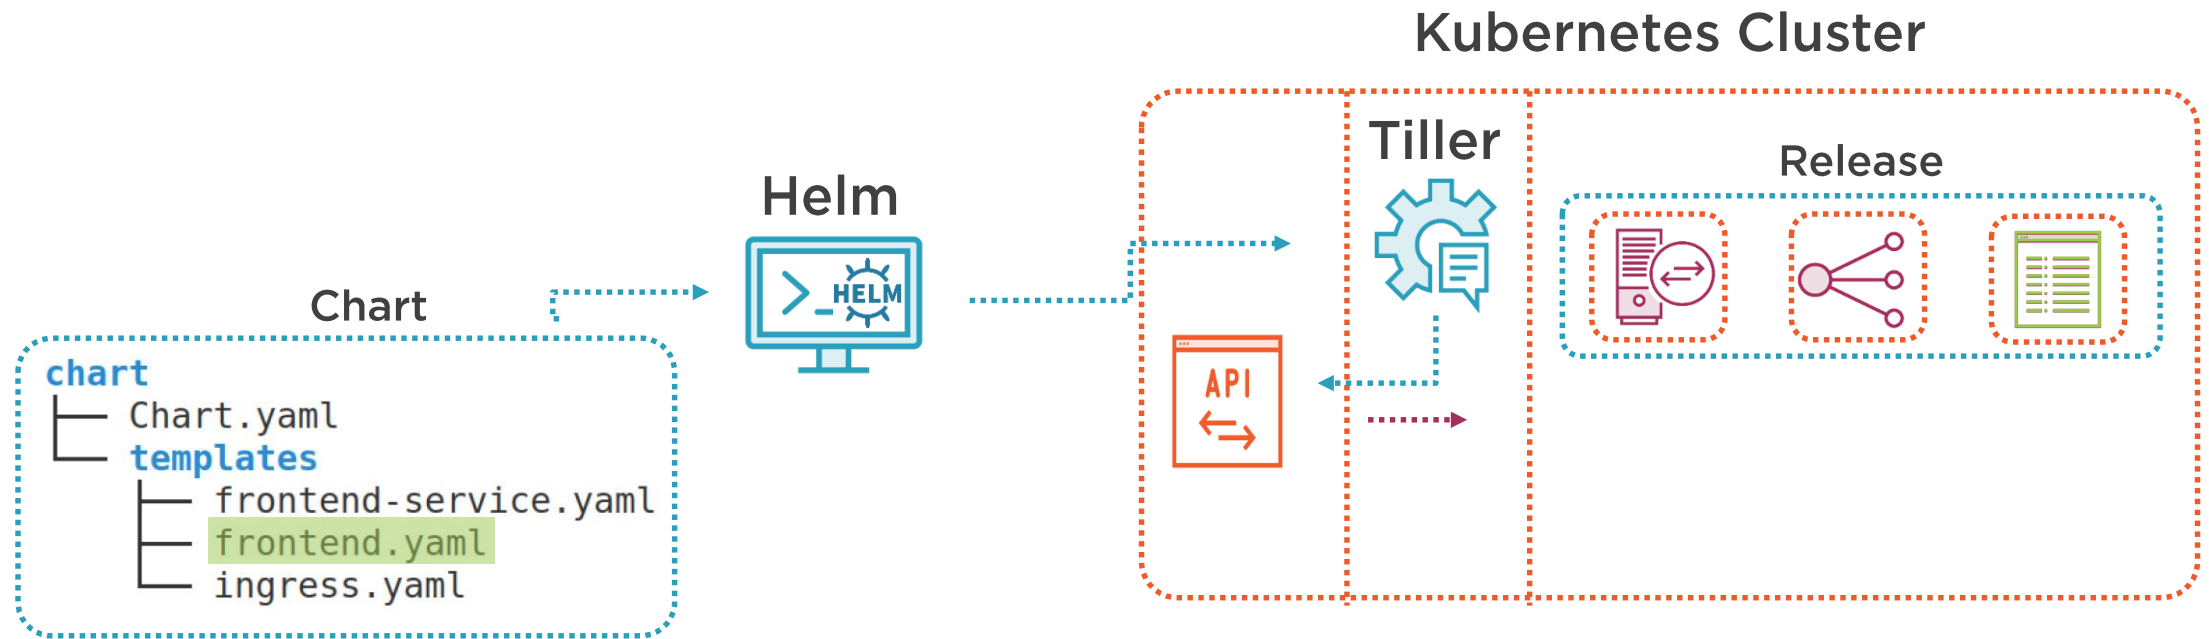 Kubernetes Cluster
Tiller
Release
Helm
>_ HELM
Chart
API
chart
Chart.yaml
templates
frontend-service.yaml
frontend.yaml
ingress.yaml